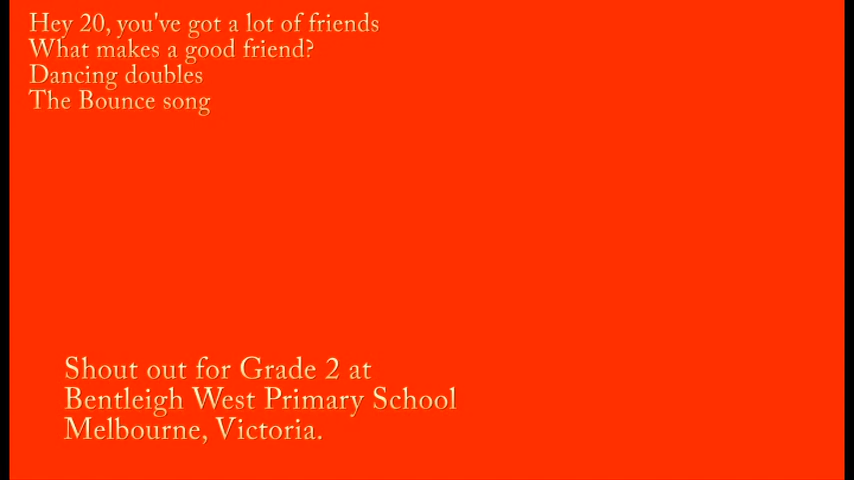 Hey 20, you've got a lot of friends
What makes a good friend?
Dancing doubles
The Bounce song
Shout out for Grade 2 at
Bentleigh West Primary School
Melbourne, Victoria.